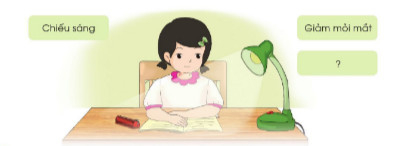 Chiếu sáng
Giảm mỏi mắt
?